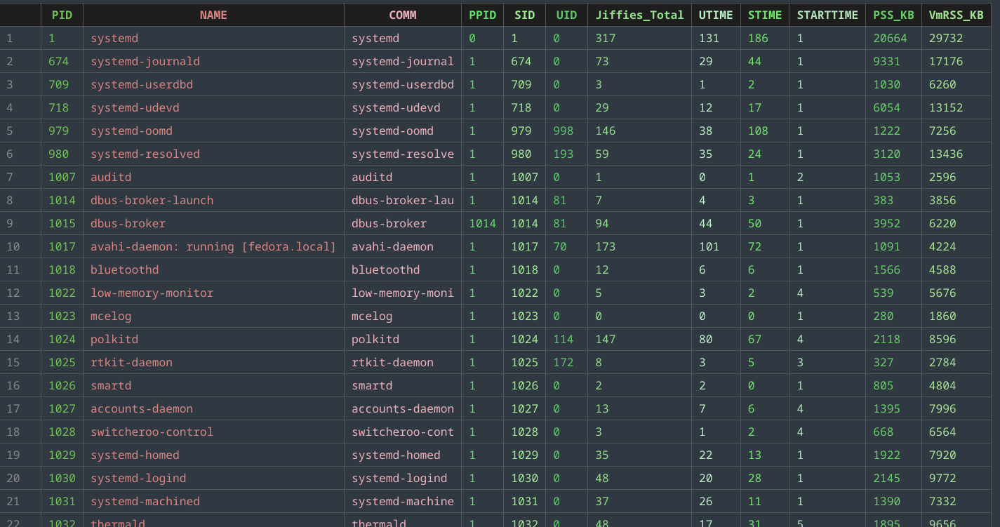 PID NAME COMM PPID SID UID Jiffies_Total UTIME STIME STARTTIME PSS_KB VmRSS_KB
1 1 systemd systemd 0 1 0 317 131 186 1 20664 29732
2 674 systemd-journald systemd-journal 1 674 0 73 29 44 1 9331 17176
3 709 systemd-userdbd systemd-userdbd 1 709 0 3 1 2 1 1030 6260
4 718 systemd-udevd systemd-udevd 1 718 0 29 12 17 1 6054 13152
5 979 systemd-oomd systemd-oomd 1 979 998 146 38 108 1 1222 7256
6 980 systemd-resolved systemd-resolve 1 980 193 59 35 24 1 3120 13436
7 1007 auditd auditd 1 1007 0 1 0 1 2 1053 2596
8 1014 dbus-broker-launch dbus-broker-lau 1 1014 81 7 4 3 1 383 3856
9 1015 dbus-broker dbus-broker 1014 1014 81 94 44 50 1 3952 6220
10 1017 avahi-daemon: running [fedora.local] avahi-daemon 1 1017 70 173 101 72 1 1091 4224
11 1018 bluetoothd bluetoothd 1 1018 0 12 6 6 1 1566 4588
12 1022 low-memory-monitor low-memory-moni 1 1022 0 5 3 2 4 539 5676
13 1023 mcelog mcelog 1 1023 0 0 0 0 1 280 1860
14 1024 polkitd polkitd 1 1024 114 147 80 67 4 2118 8596
15 1025 rtkit-daemon rtkit-daemon 1 1025 172 8 3 5 3 327 2784
16 1026 smartd smartd 1 1026 0 2 2 0 1 805 4804
17 1027 accounts-daemon accounts-daemon 1 1027 0 13 7 6 4 1395 7996
18 1028 switcheroo-control switcheroo-cont 1 1028 0 3 1 2 4 668 6564
19 1029 systemd-homed systemd-homed 1 1029 0 35 22 13 1 1922 7920
20 1030 systemd-logind systemd-logind 1 1030 0 48 20 28 1 2145 9772
21 1031 systemd-machined systemd-machine 1 1031 0 37 26 11 1 1390 7332
22 1032 thermald thermald 1 1032 0 48 17 31 5 1895 9656